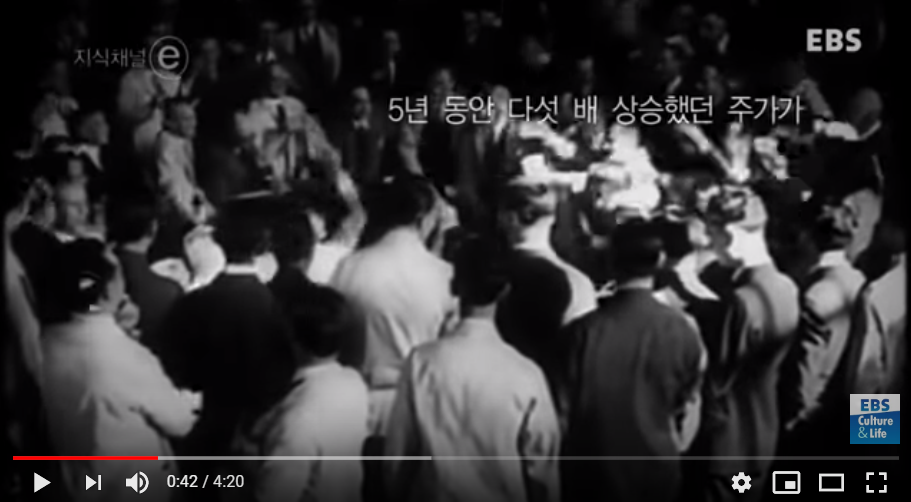 지식채널 e
EBS
5년 동안 다섯 배 상승했던 주가가
EBS
Culture
& Life
0:42 / 4:20